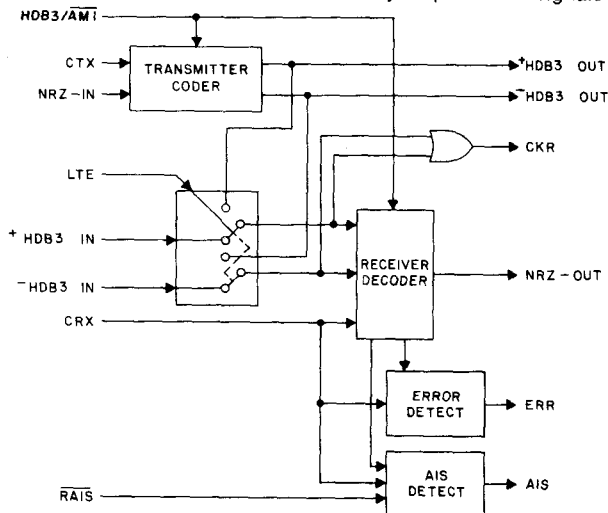 HDB3/AMI
CTX
NRZ-IN
TRANSMITTER
CODER
+HDB3 OUT
-HDB3 OUT
CKR
LTE
+HDB3 IN
-HDB3 IN
CRX
RECEIVER
DECODER
NRZ-OUT
ERROR
DETECT
ERR
AIS
DETECT
AIS
RAIS